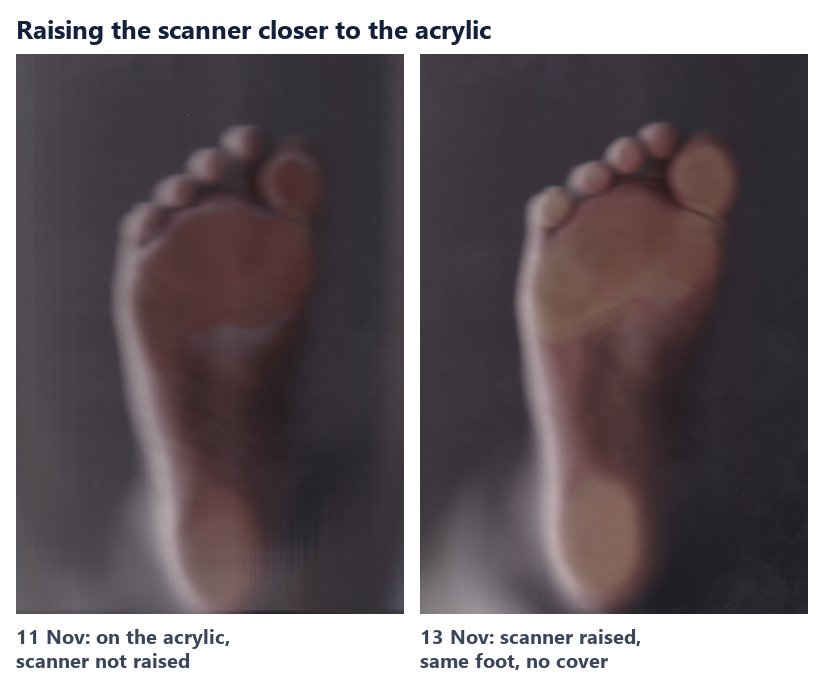 Raising the scanner closer to the acrylic
11 Nov: on the acrylic,
scanner not raised
13 Nov: scanner raised,
same foot, no cover